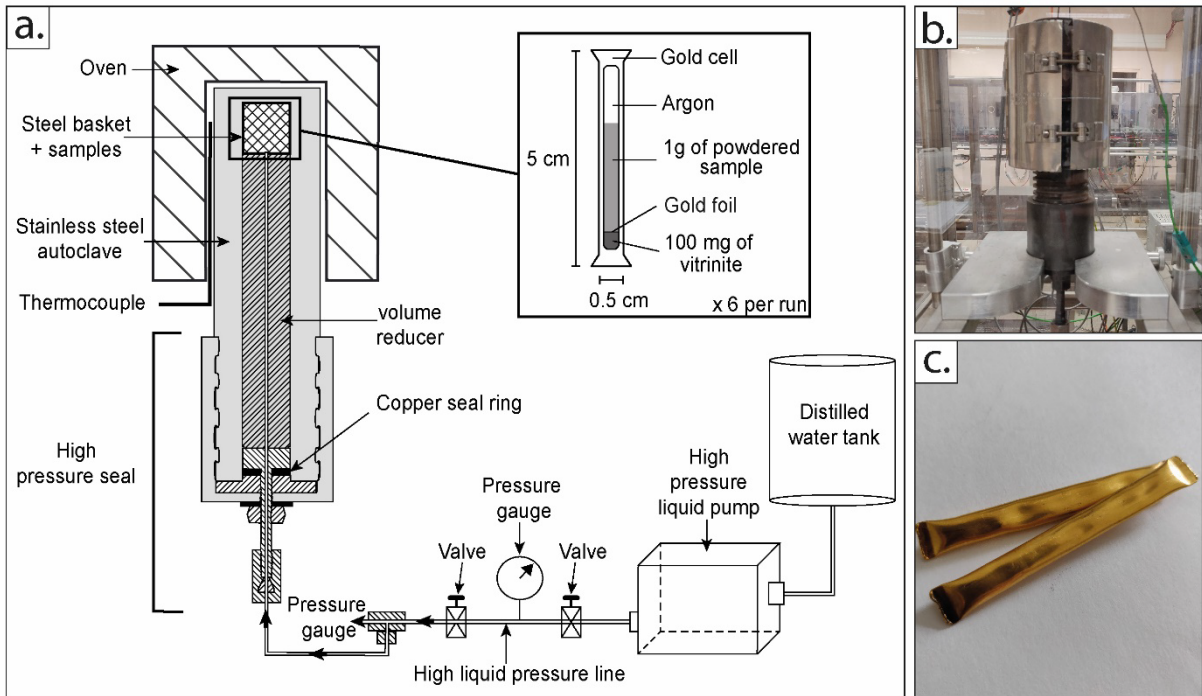 a.
Oven
Steel basket
+ samples
Stainless steel
autoclave
Thermocouple
High
pressure seal
volume
reducer
Copper seal ring
5 cm
0.5 cm
Gold cell
Argon
1g of powdered
sample
Gold foil
100 mg of
vitrinite
x 6 per run
Distilled
water tank
High
pressure
liquid pump
Pressure
gauge
Valve
Valve
Pressure
gauge
High liquid pressure line
b.
c.